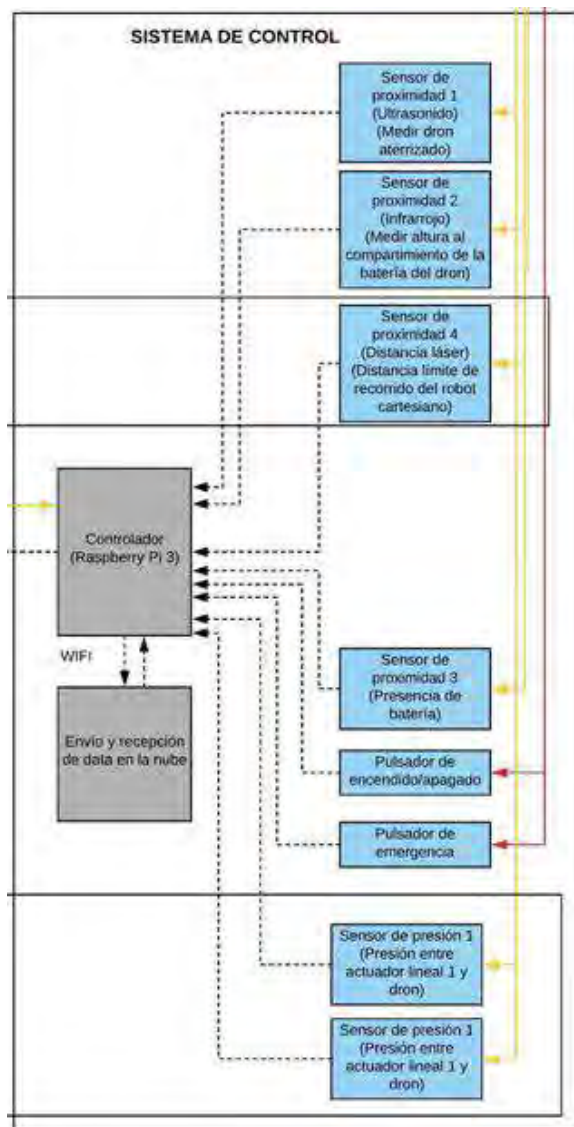 SISTEMA DE CONTROL
Sensor de
proximidad 1
(Ultrasonido)
(Medir dron
aterrizado)
Sensor de
proximidad 2
(Infrarrojo)
(Medir altura al
compartimiento de la
batería del dron)
Sensor de
proximidad 4
(Distancia láser)
(Distancia límite de
recorrido del robot
cartesiano)
Controlador
(Raspberry Pi 3)
WIFI
Envío y recepción
de data en la nube
Sensor de
proximidad 3
(Presencia de
batería)
Pulsador de
encendido/apagado
Pulsador de
emergencia
Sensor de presión 1
(Presión entre
actuador lineal 1 y
dron)
Sensor de presión 1
(Presión entre
actuador lineal 1 y
dron)